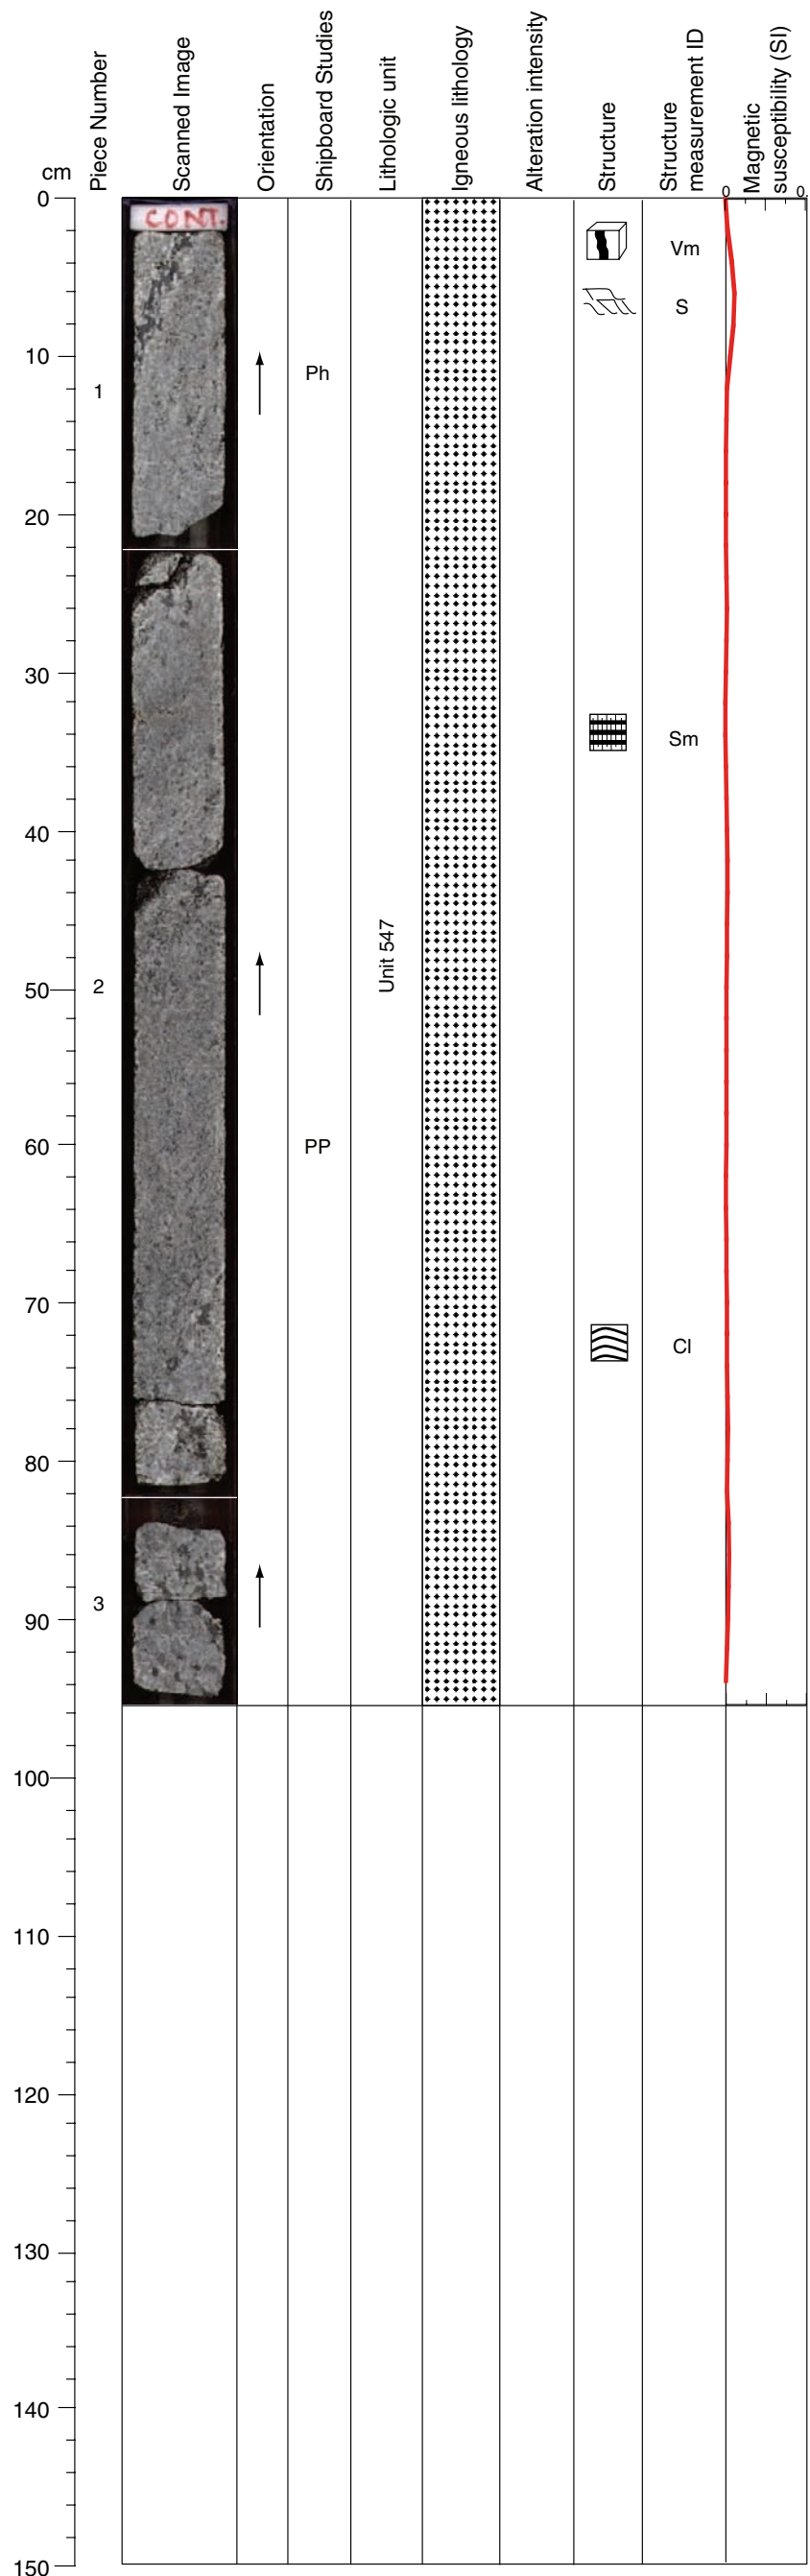 cm
Piece Number
Scanned Image
Orientation
Shipboard Studies
Lithologic unit
Igneous lithology
Alteration intensity
Structure
Structure
measurement ID
Magnetic
susceptibility (SI)
0 0.
0
CONT.
Vm
S
10
Ph
1
20
30
Sm
40
Unit 547
50
2
60
PP
70
Cl
80
3
90
100
110
120
130
140
150